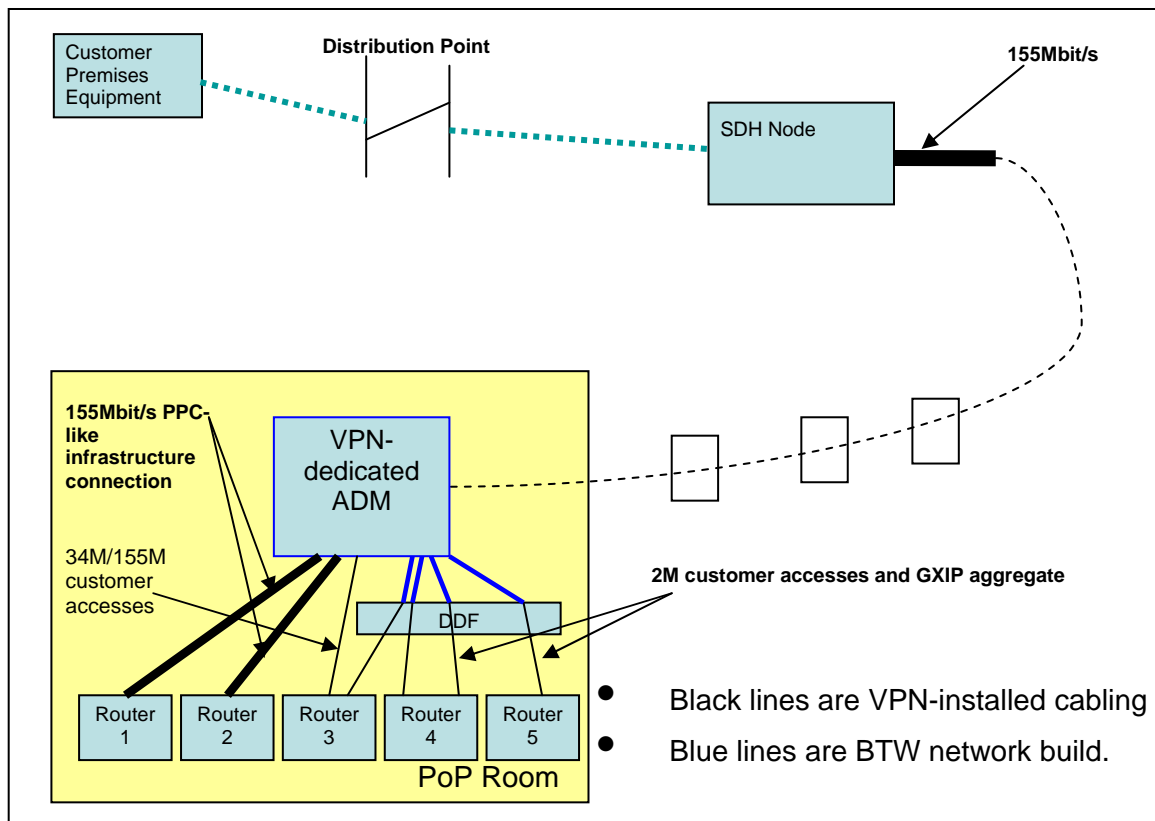 Customer
Premises
Equipment
Distribution Point
155Mbit/s
SDH Node
155Mbit/s PPC-
like
infrastructure
connection
VPN-
dedicated
ADM
34M/155M
customer
accesses
2M customer accesses and GXIP aggregate
DDF
Router
1
Router
2
Router
3
Router
4
Router
5
PoP Room
● Black lines are VPN-installed cabling
● Blue lines are BTW network build.